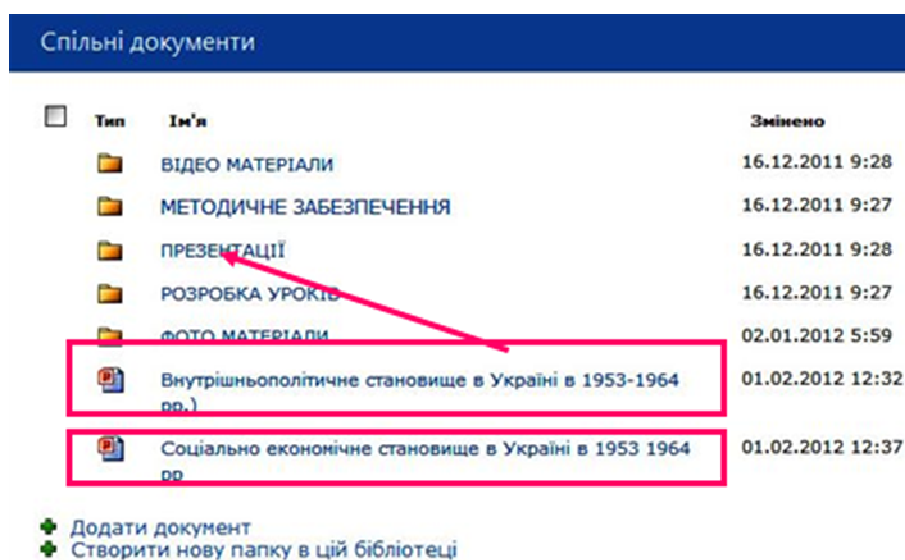 Спільні документи
Тип Ім'я Змінено
ВІДЕО МАТЕРІАЛИ 16.12.2011 9:28
МЕТОДИЧНЕ ЗАБЕЗПЕЧЕННЯ 16.12.2011 9:27
ПРЕЗЕНТАЦІЇ 16.12.2011 9:28
РОЗРОБКА УРОКІВ 16.12.2011 9:27
ФОТО МАТЕРІАЛИ 02.01.2012 5:59
Внутрішньополітичне становище в Україні в 1953-1964 01.02.2012 12:32
рр.)
Соціально економічне становище в Україні в 1953 1964 01.02.2012 12:37
рр
Додати документ
Створити нову папку в цій бібліотеці